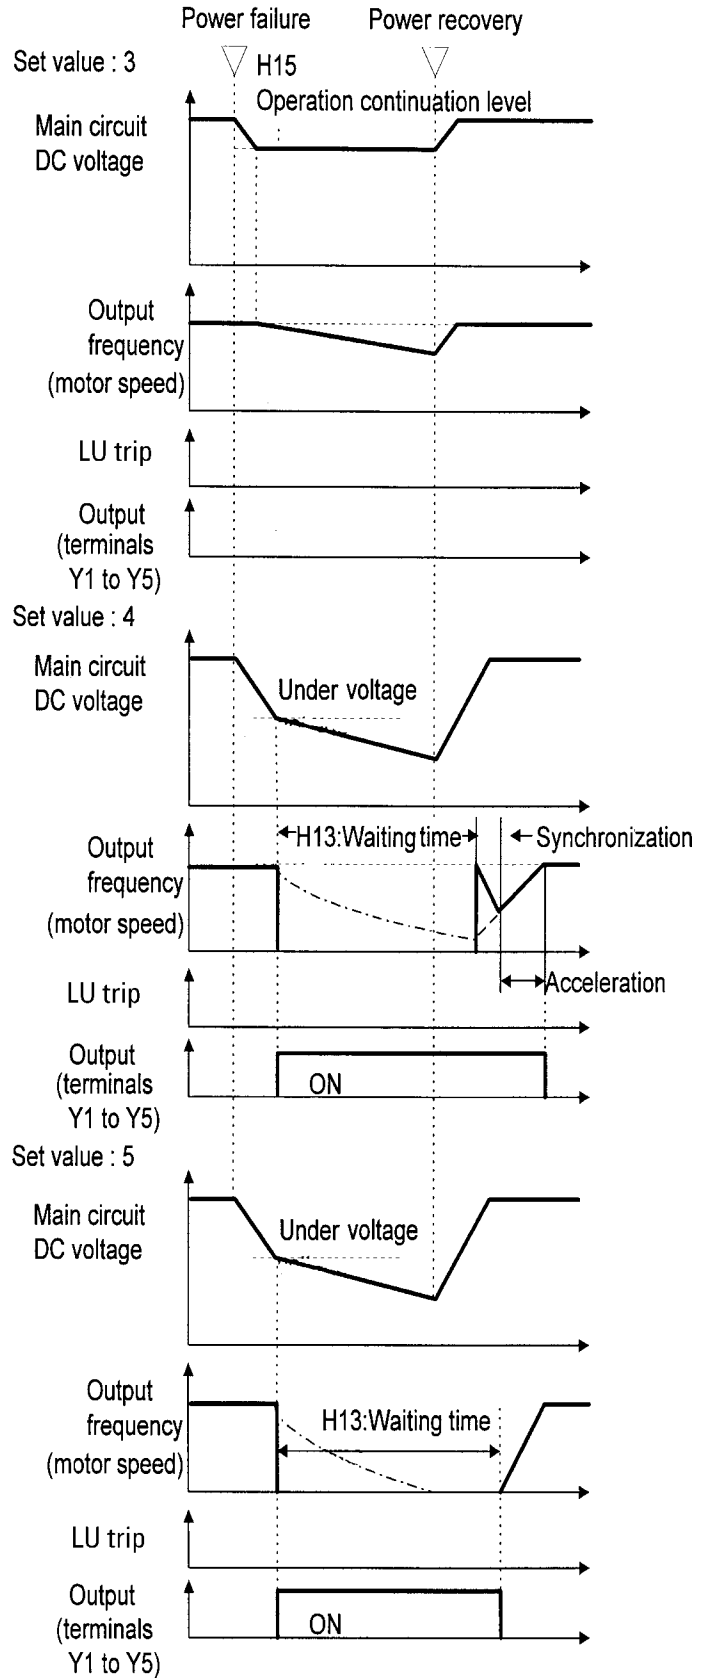 Power failure
Power recovery
Set value : 3
H15
Operation continuation level
Main circuit
DC voltage
Output
frequency
(motor speed)
LU trip
Output
(terminals
Y1 to Y5)
Set value : 4
Main circuit
DC voltage
Under voltage
H13:Waiting time
Synchronization
Output
frequency
(motor speed)
Acceleration
LU trip
Output
(terminals
Y1 to Y5)
ON
Set value : 5
Main circuit
DC voltage
Under voltage
Output
frequency
(motor speed)
H13:Waiting time
LU trip
Output
(terminals
Y1 to Y5)
ON